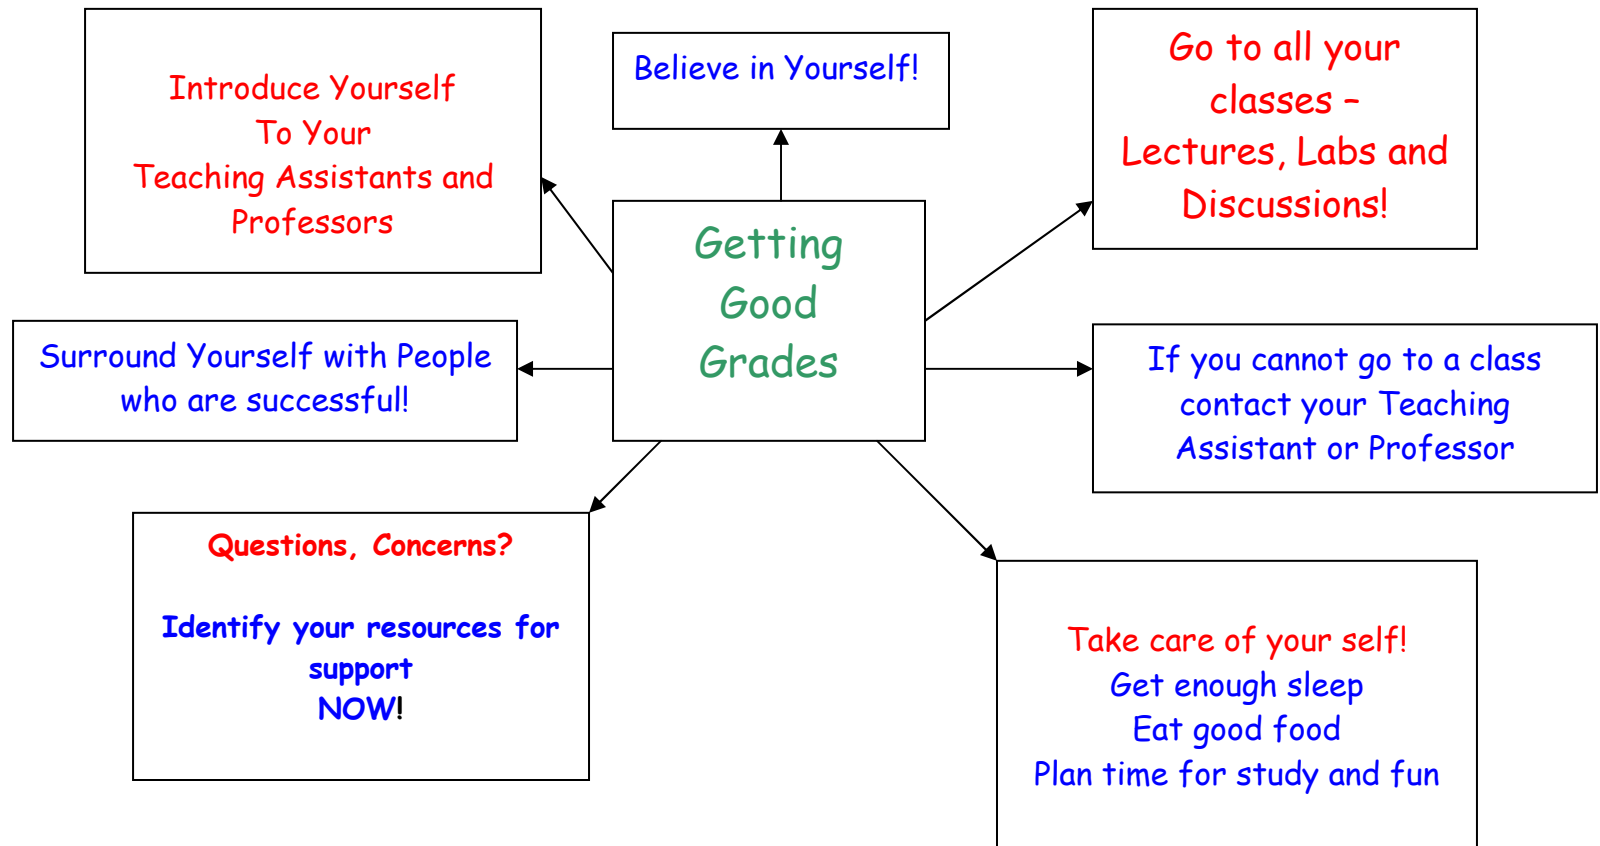 Introduce Yourself
To Your
Teaching Assistants and
Professors
Believe in Yourself!
Go to all your
classes –
Lectures, Labs and
Discussions!
Getting
Good
Grades
Surround Yourself with People
who are successful!
If you cannot go to a class
contact your Teaching
Assistant or Professor
Questions, Concerns?
Identify your resources for
support
NOW!
Take care of your self!
Get enough sleep
Eat good food
Plan time for study and fun